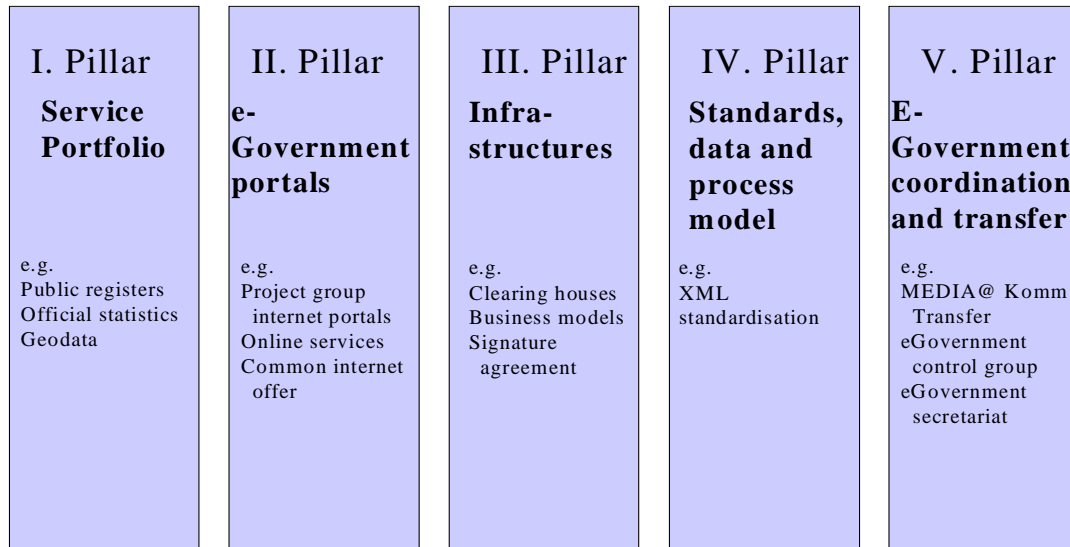 I. Pillar
Service
Portfolio
e.g.
Public registers
Official statistics
Geodata
II. Pillar
e-
Government
portals
e.g.
Project group
internet portals
Online services
Common internet
offer
III. Pillar
Infra-
structures
e.g.
Clearing houses
Business models
Signature
agreement
IV. Pillar
Standards,
data and
process
model
e.g.
XML
standardisation
V. Pillar
E-
Government
coordination
and transfer
e.g.
MEDIA@ Komm
Transfer
eGovernment
control group
eGovernment
secretariat